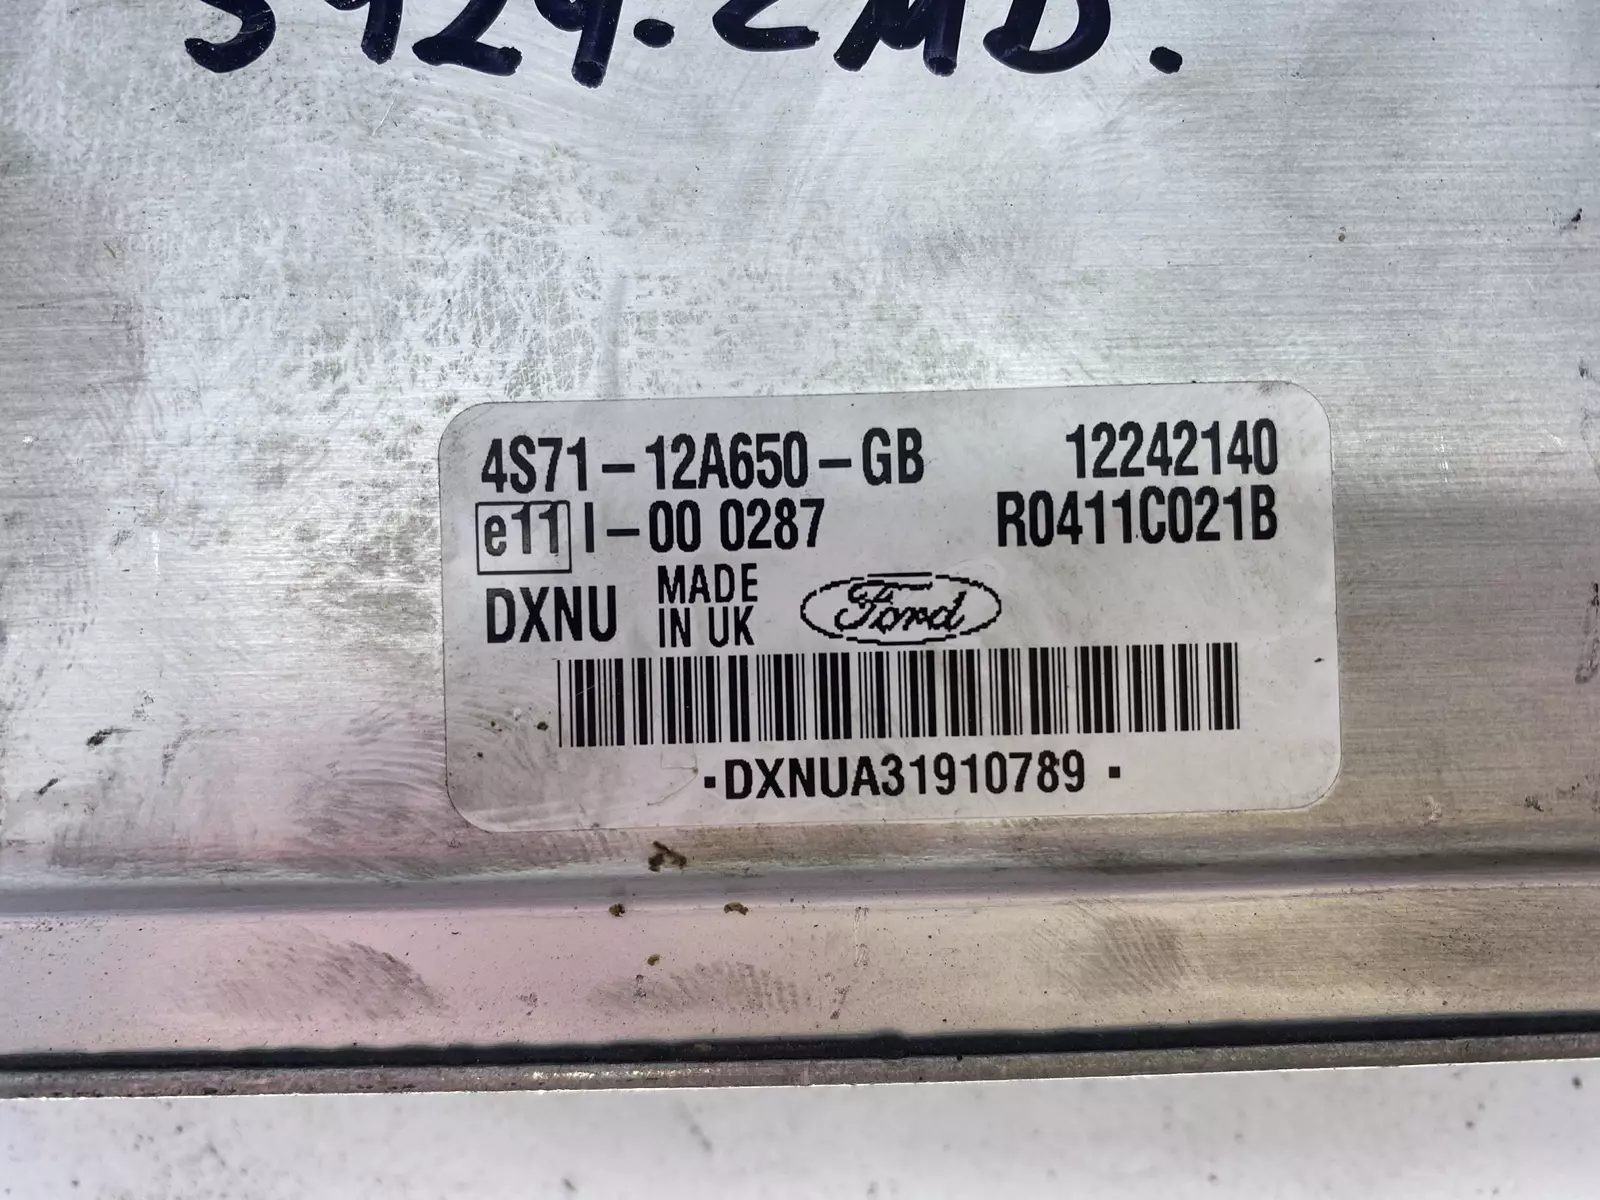 4S71-12A650-GB 12242140
e11 I-00 0287 R0411C021B
DXNU MADE IN UK Ford
·DXNUA31910789 ·